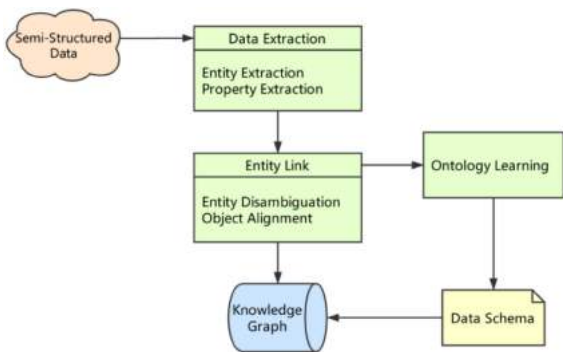 Semi-Structured
Data
Data Extraction
Entity Extraction
Property Extraction
Entity Link
Entity Disambiguation
Object Alignment
Ontology Learning
Knowledge
Graph
Data Schema